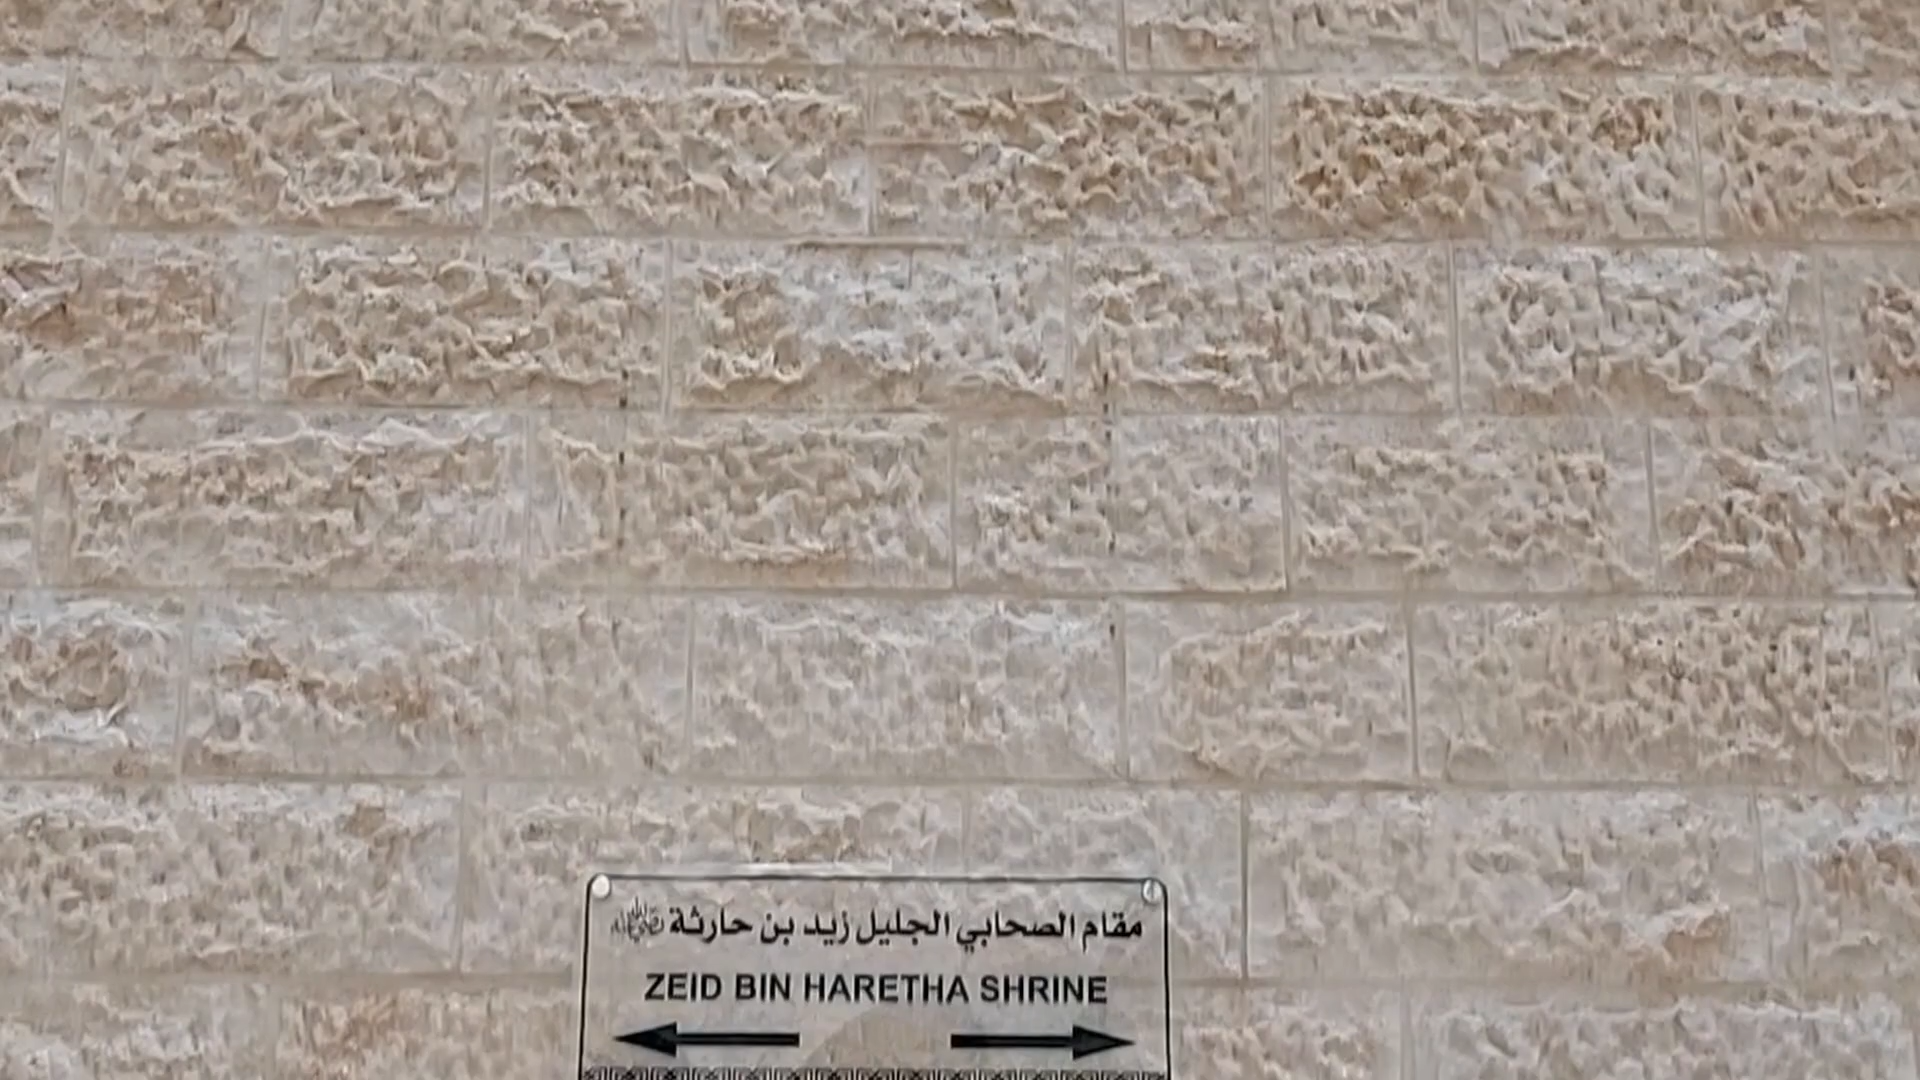 مقام الصحابي الجليل زيد بن حارثة
ZEID BIN HARETHA SHRINE